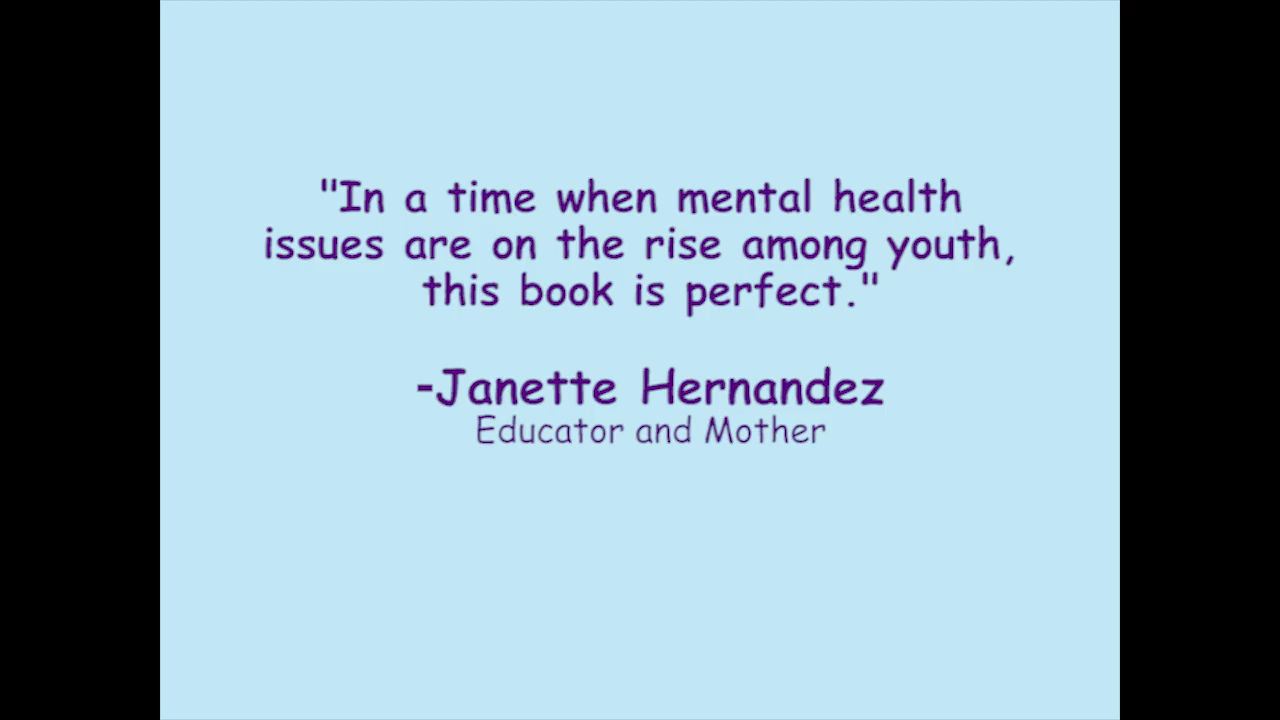 "In a time when mental health
issues are on the rise among youth,
this book is perfect."
-Janette Hernandez
Educator and Mother